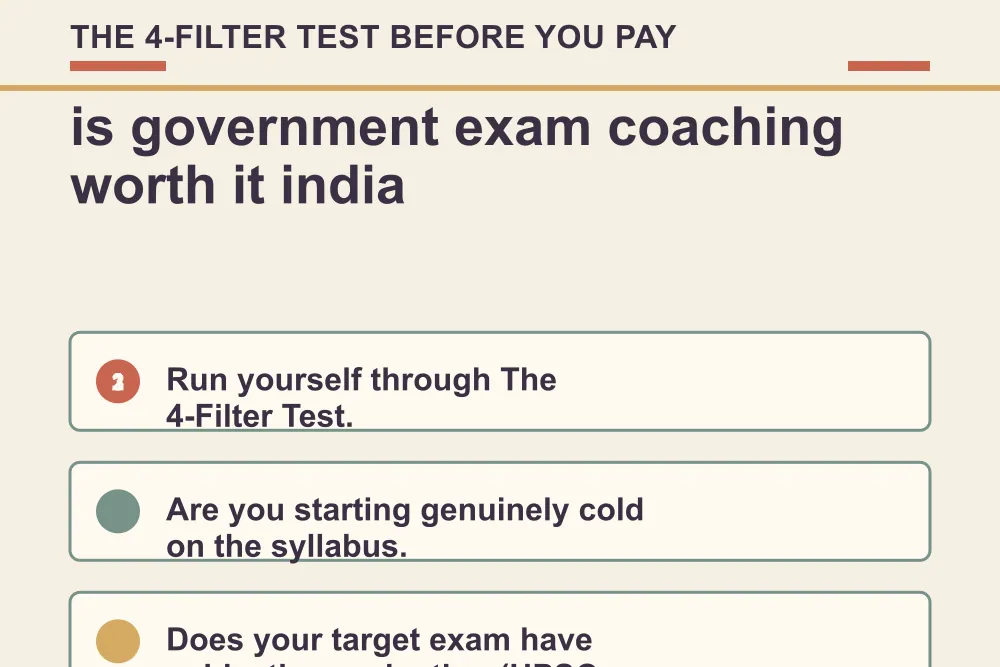 THE 4-FILTER TEST BEFORE YOU PAY
is government exam coaching
worth it india
Run yourself through The
4-Filter Test.
Are you starting genuinely cold
on the syllabus.
Does your target exam have